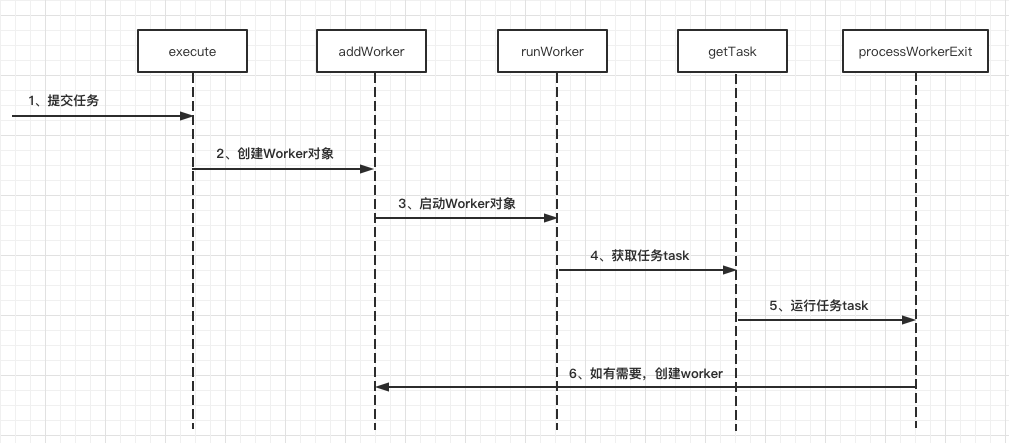 execute
addWorker
runWorker
getTask
processWorkerExit
1、提交任务
2、创建Worker对象
3、启动Worker对象
4、获取任务task
5、运行任务task
6、如有需要，创建worker